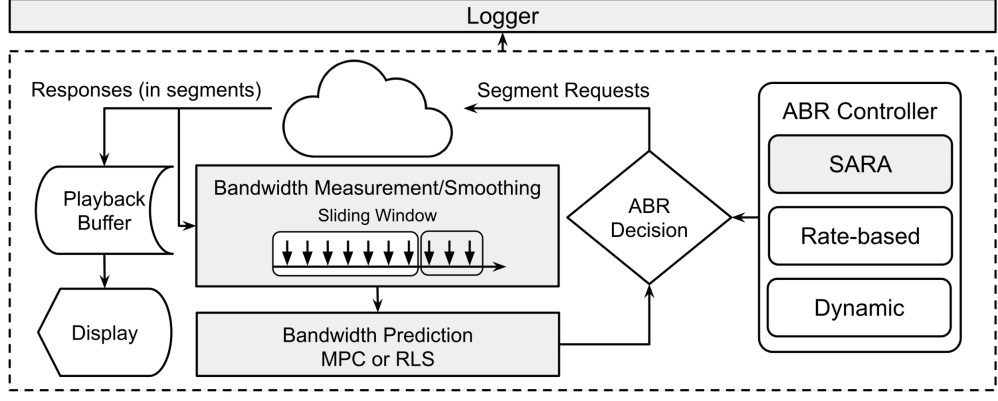 Logger
Responses (in segments)
Segment Requests
ABR Controller
SARA
Rate-based
Dynamic
Playback
Buffer
Bandwidth Measurement/Smoothing
Sliding Window
ABR
Decision
Display
Bandwidth Prediction
MPC or RLS